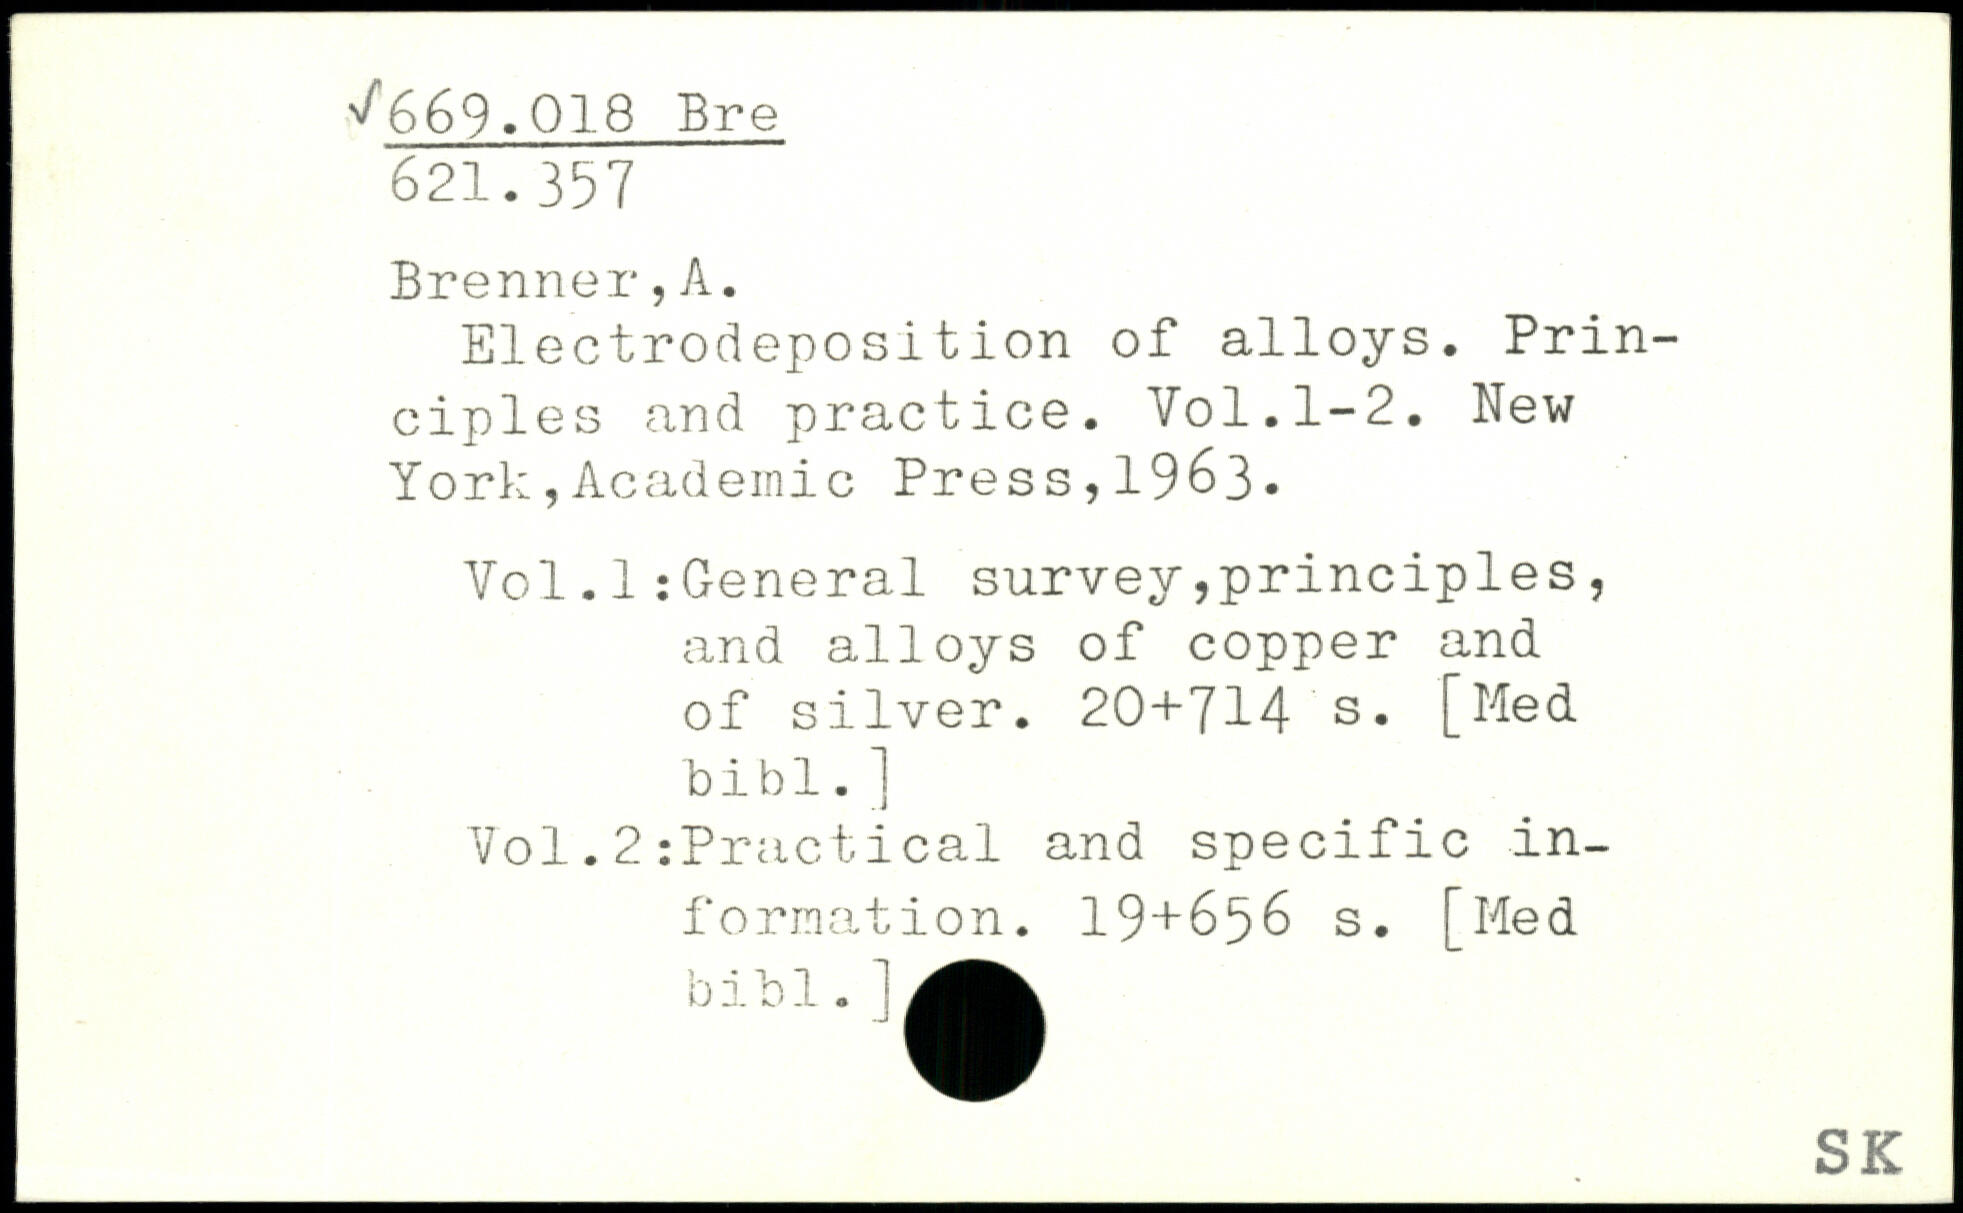 √669.018 Bre
621.357
Brenner,A.
Electrodeposition of alloys. Prin-
ciples and practice. Vol.1-2. New
York,Academic Press,1963.
Vol.1:General survey,principles,
and alloys of copper and
of silver. 20+714 s. [Med
bibl.]
Vol.2:Practical and specific in-
formation. 19+656 s. [Med
bibl.]
SK